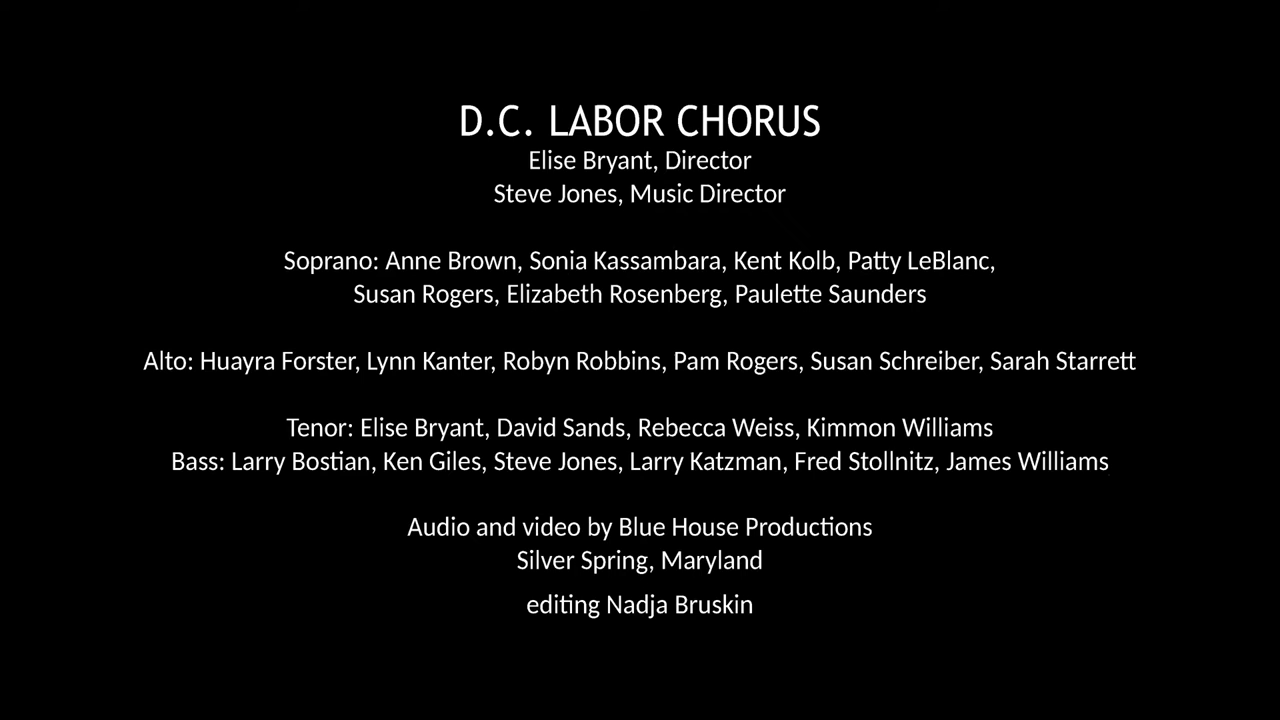 D.C. LABOR CHORUS
Elise Bryant, Director
Steve Jones, Music Director
Soprano: Anne Brown, Sonia Kassambara, Kent Kolb, Patty LeBlanc,
Susan Rogers, Elizabeth Rosenberg, Paulette Saunders
Alto: Huayra Forster, Lynn Kanter, Robyn Robbins, Pam Rogers, Susan Schreiber, Sarah Starrett
Tenor: Elise Bryant, David Sands, Rebecca Weiss, Kimmon Williams
Bass: Larry Bostian, Ken Giles, Steve Jones, Larry Katzman, Fred Stollnitz, James Williams
Audio and video by Blue House Productions
Silver Spring, Maryland
editing Nadja Bruskin